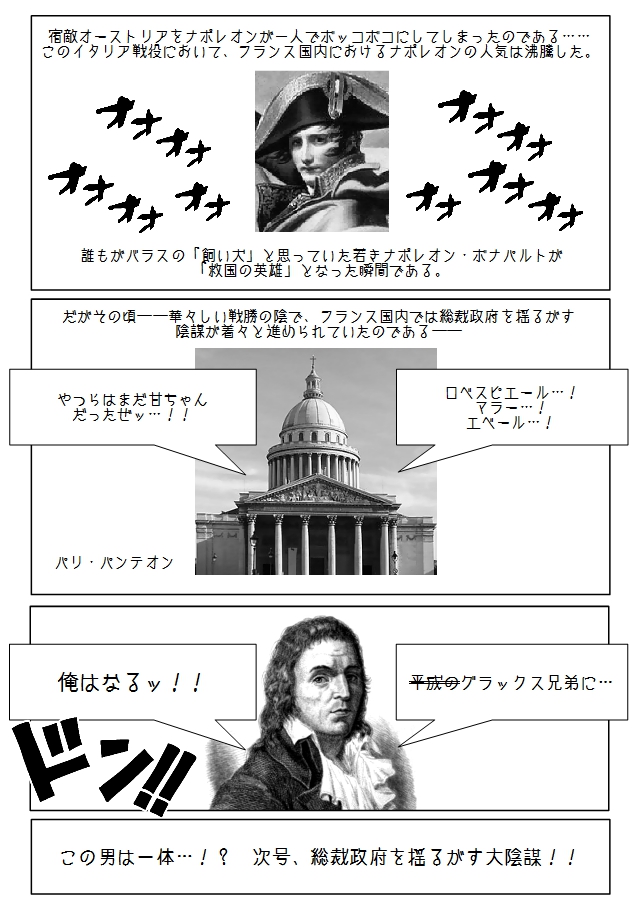 宿敵オーストリアをナポレオンが一人でボッコボコにしてしまったのである……
このイタリア戦役において、フランス国内におけるナポレオンの人気は沸騰した。
オオオオ
オオオオ
オオ
オオオオ
オオオオ
オオ
誰もがバラスの「飼い犬」と思っていた若きナポレオン・ボナパルトが
「救国の英雄」となった瞬間である。
だがその頃――華々しい戦勝の陰で、フランス国内では総裁政府を揺るがす
陰謀が着々と進められていたのである――
ロベスピエール…！
マラー…！
エベール…！
やつらはまだ甘ちゃん
だったぜッ…！！
パリ・パンテオン
平成のグラックス兄弟に…
俺はなるッ！！
ドン!!
この男は一体…！？　次号、総裁政府を揺るがす大陰謀！！